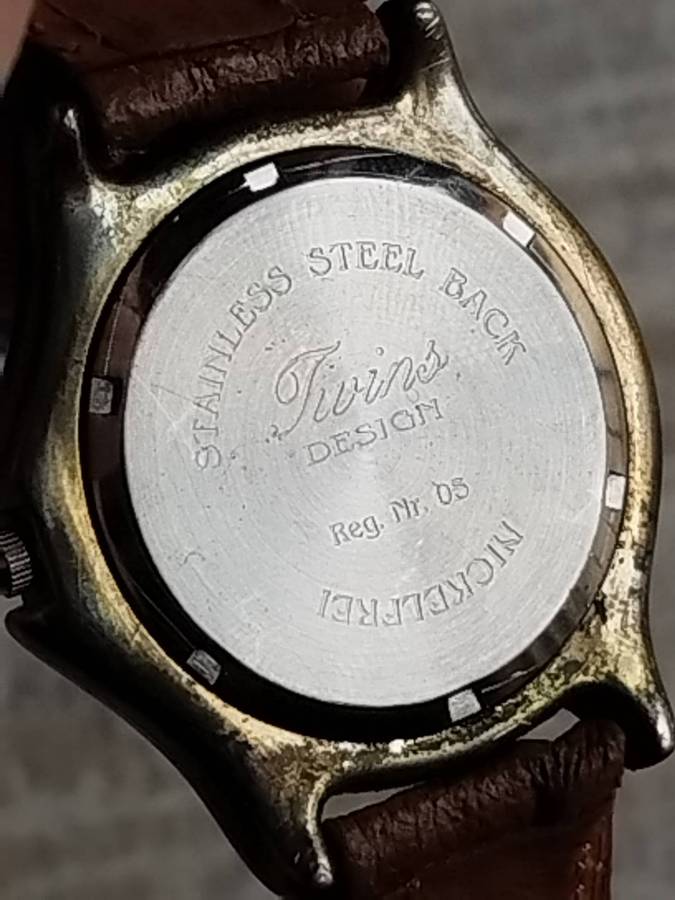 STAINLESS STEEL BACK
Twins
DESIGN
Reg. Nr. 05
NICKELFREI